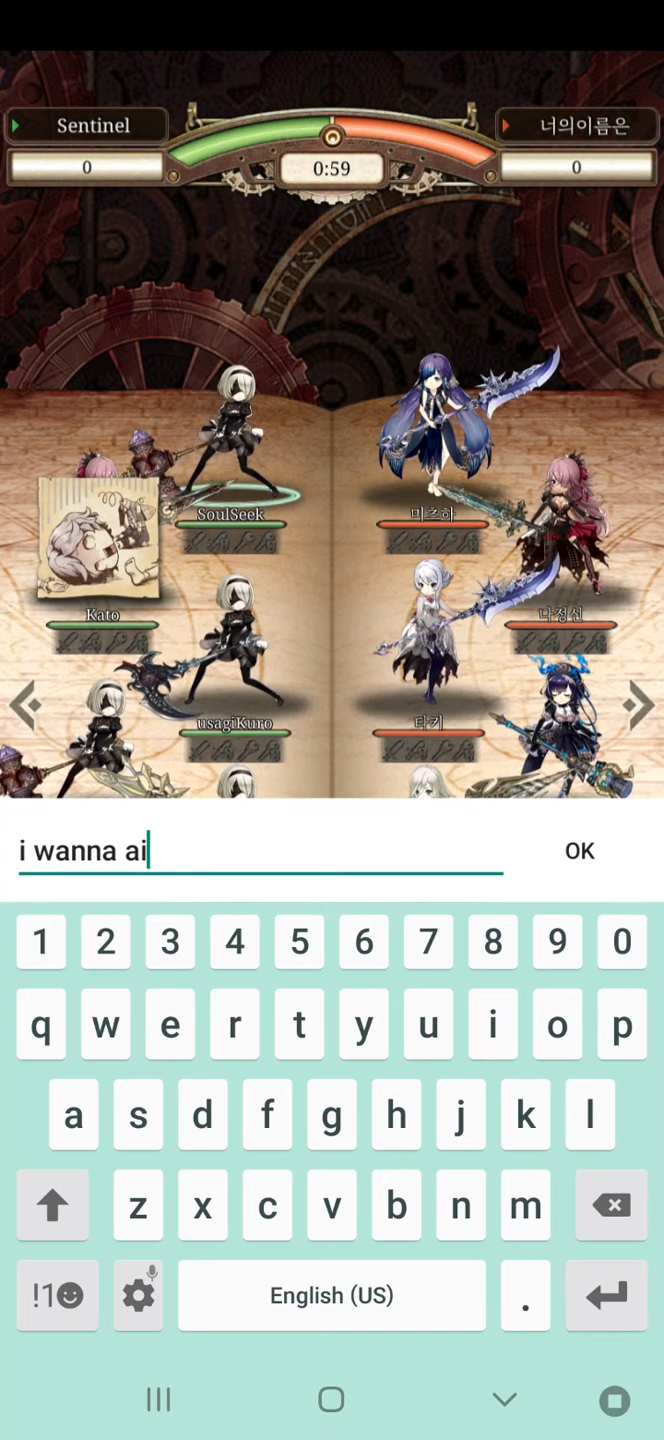 Sentinel
너의이름은
0
0:59
0
SoulSeek
미츠하
Kato
나정신
usagiKuro
타키
i wanna ai
OK
1 2 3 4 5 6 7 8 9 0
q w e r t y u i o p
a s d f g h j k l
z x c v b n m
!1 English (US) .